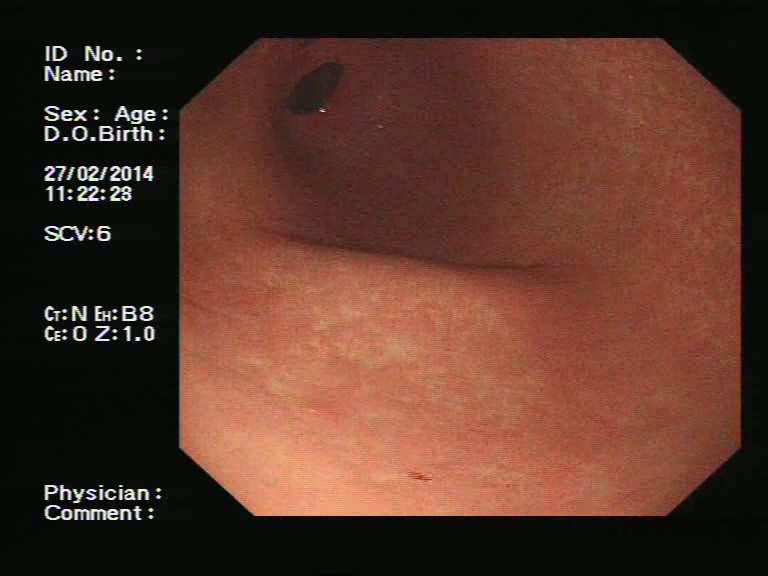 ID No. :
Name:
Sex: Age:
D.O.Birth:
27/02/2014
11:22:28
SCV:6
CT:N EH:B8
CE:0 Z:1.0
Physician:
Comment: